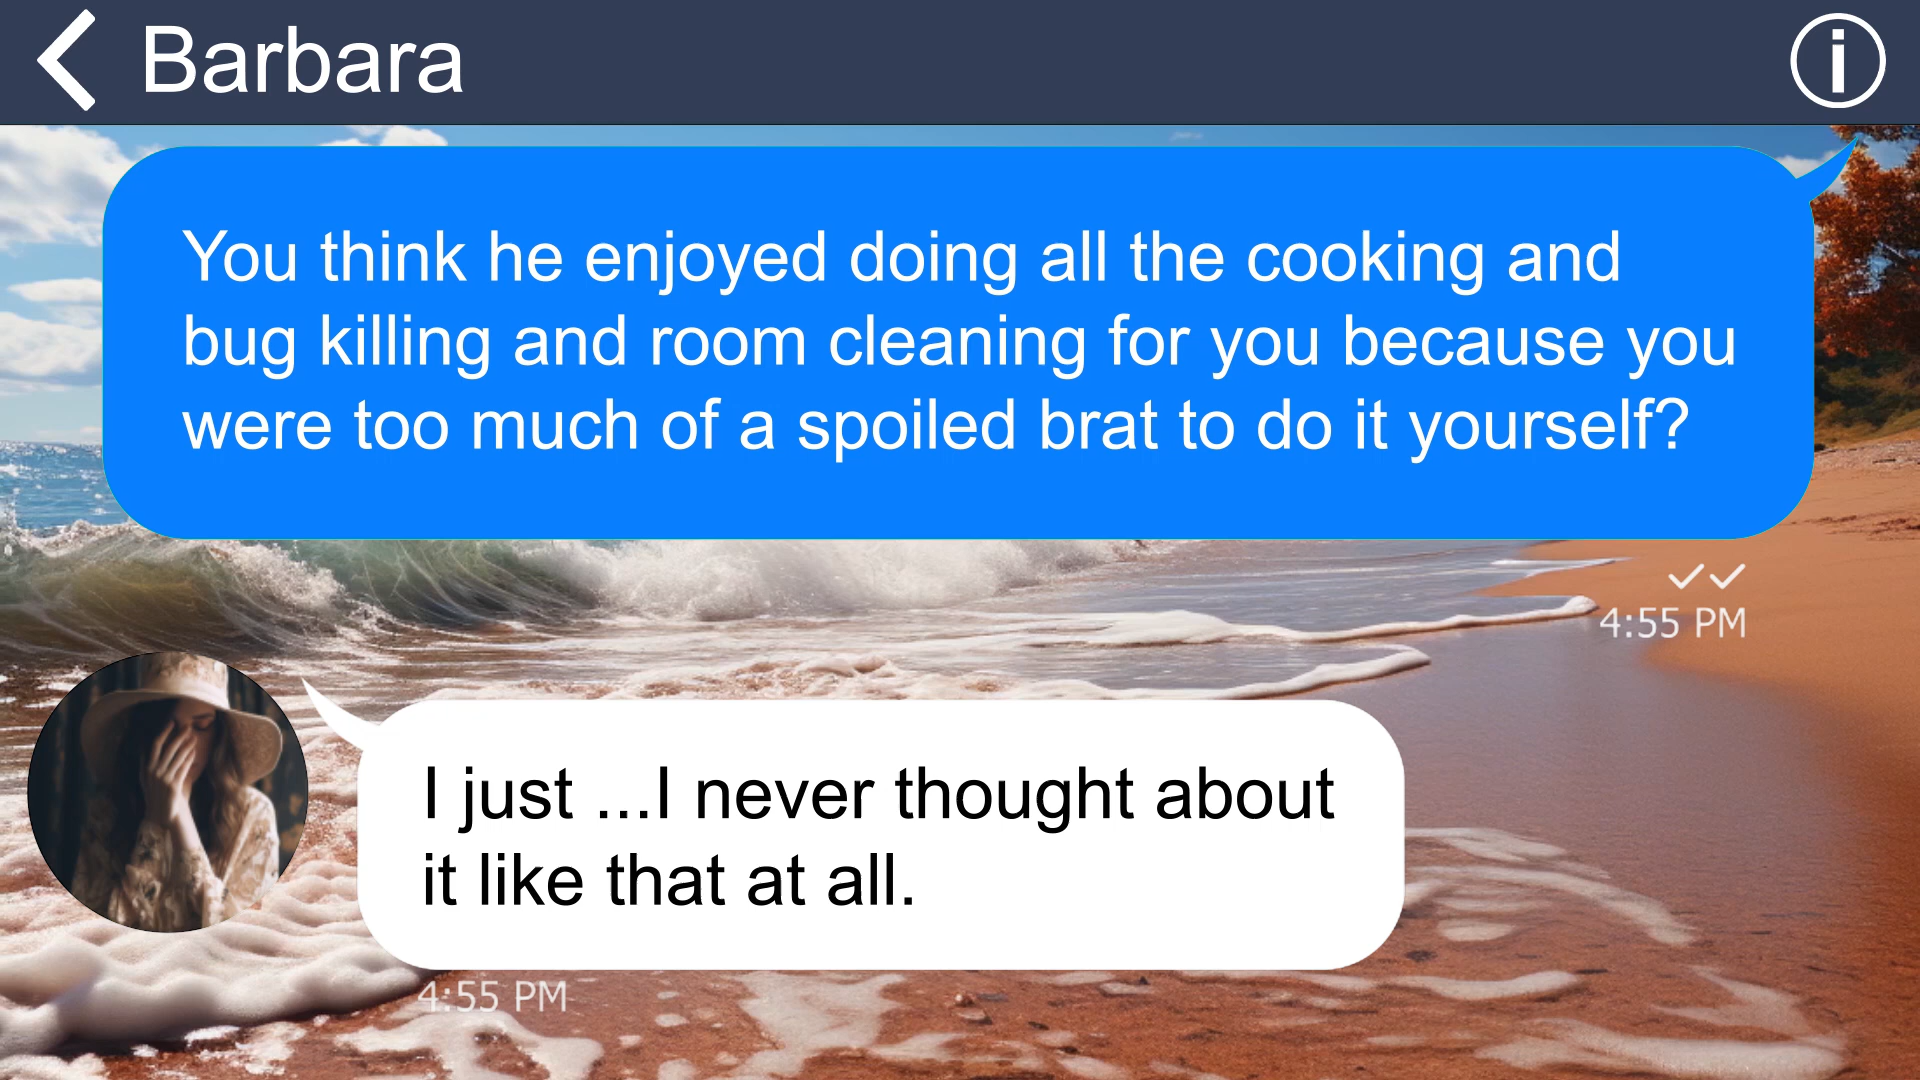 Barbara
You think he enjoyed doing all the cooking and
bug killing and room cleaning for you because you
were too much of a spoiled brat to do it yourself?
4:55 PM
I just ...I never thought about
it like that at all.
4:55 PM